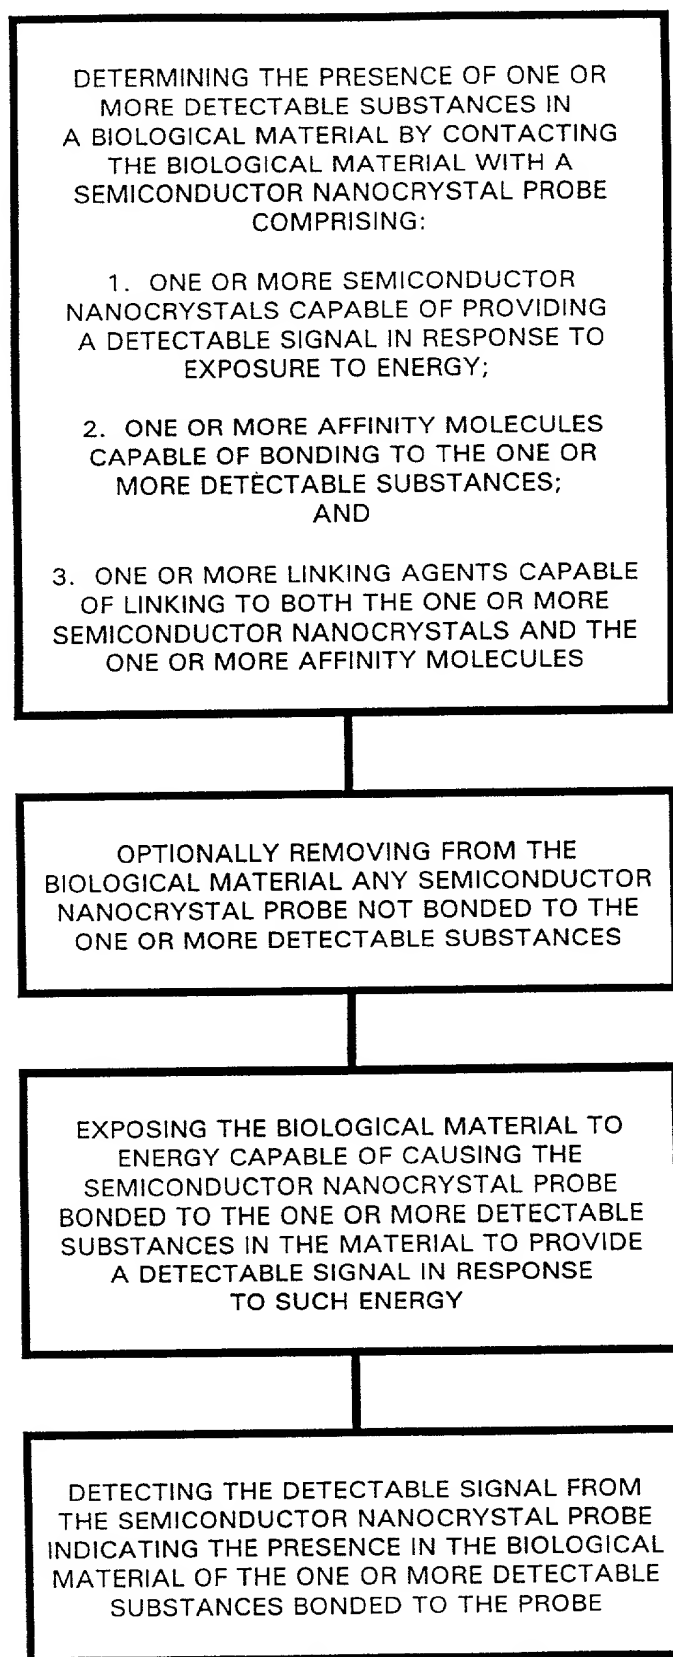 DETERMINING THE PRESENCE OF ONE OR
MORE DETECTABLE SUBSTANCES IN
A BIOLOGICAL MATERIAL BY CONTACTING
THE BIOLOGICAL MATERIAL WITH A
SEMICONDUCTOR NANOCRYSTAL PROBE
COMPRISING:
1. ONE OR MORE SEMICONDUCTOR
NANOCRYSTALS CAPABLE OF PROVIDING
A DETECTABLE SIGNAL IN RESPONSE TO
EXPOSURE TO ENERGY;
2. ONE OR MORE AFFINITY MOLECULES
CAPABLE OF BONDING TO THE ONE OR
MORE DETECTABLE SUBSTANCES;
AND
3. ONE OR MORE LINKING AGENTS CAPABLE
OF LINKING TO BOTH THE ONE OR MORE
SEMICONDUCTOR NANOCRYSTALS AND THE
ONE OR MORE AFFINITY MOLECULES
OPTIONALLY REMOVING FROM THE
BIOLOGICAL MATERIAL ANY SEMICONDUCTOR
NANOCRYSTAL PROBE NOT BONDED TO THE
ONE OR MORE DETECTABLE SUBSTANCES
EXPOSING THE BIOLOGICAL MATERIAL TO
ENERGY CAPABLE OF CAUSING THE
SEMICONDUCTOR NANOCRYSTAL PROBE
BONDED TO THE ONE OR MORE DETECTABLE
SUBSTANCES IN THE MATERIAL TO PROVIDE
A DETECTABLE SIGNAL IN RESPONSE
TO SUCH ENERGY
DETECTING THE DETECTABLE SIGNAL FROM
THE SEMICONDUCTOR NANOCRYSTAL PROBE
INDICATING THE PRESENCE IN THE BIOLOGICAL
MATERIAL OF THE ONE OR MORE DETECTABLE
SUBSTANCES BONDED TO THE PROBE